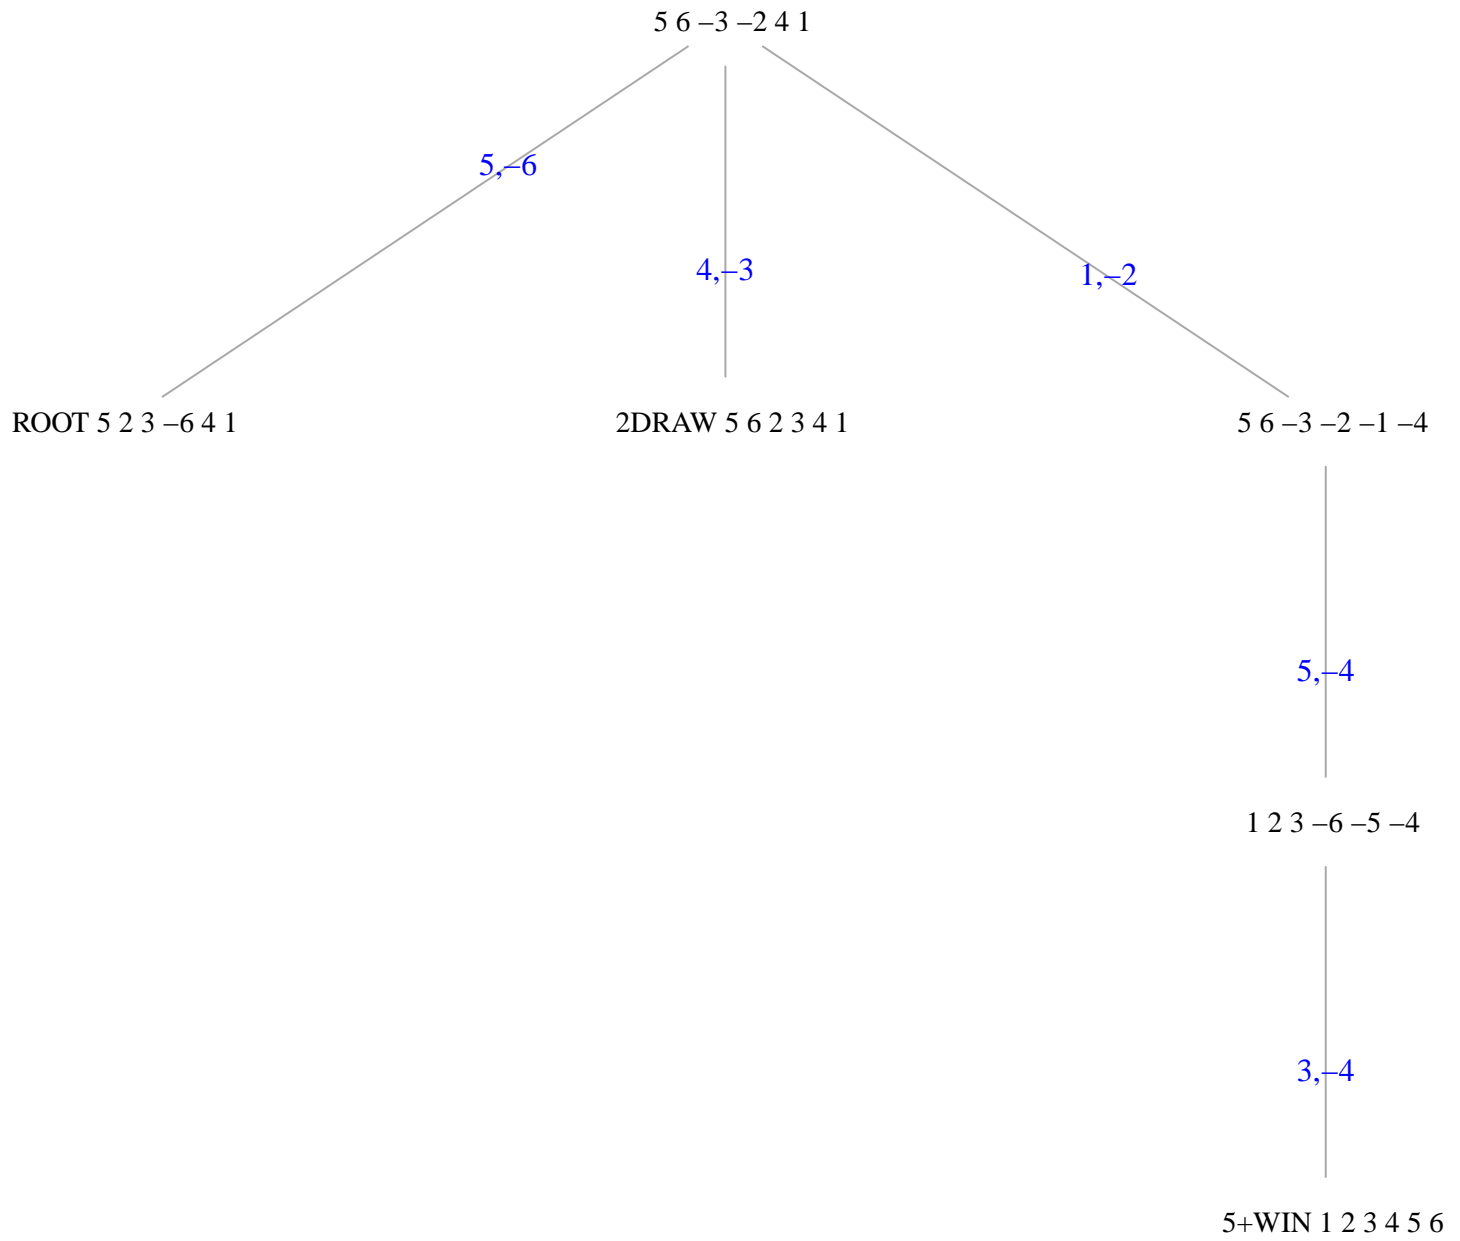 5 6 –3 –2 4 1
5,–6
4,–3
1,–2
ROOT 5 2 3 –6 4 1
2DRAW 5 6 2 3 4 1
5 6 –3 –2 –1 –4
5,–4
1 2 3 –6 –5 –4
3,–4
5+WIN 1 2 3 4 5 6